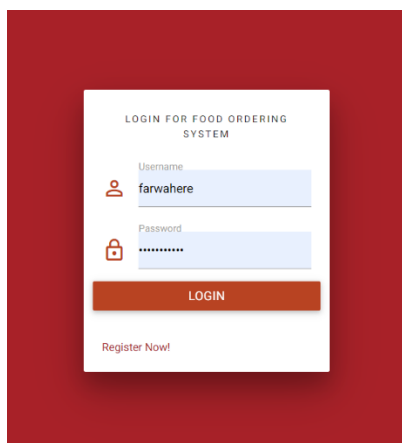 LOGIN FOR FOOD ORDERING
SYSTEM
Username
farwahere
Password
•••••••••••
LOGIN
Register Now!